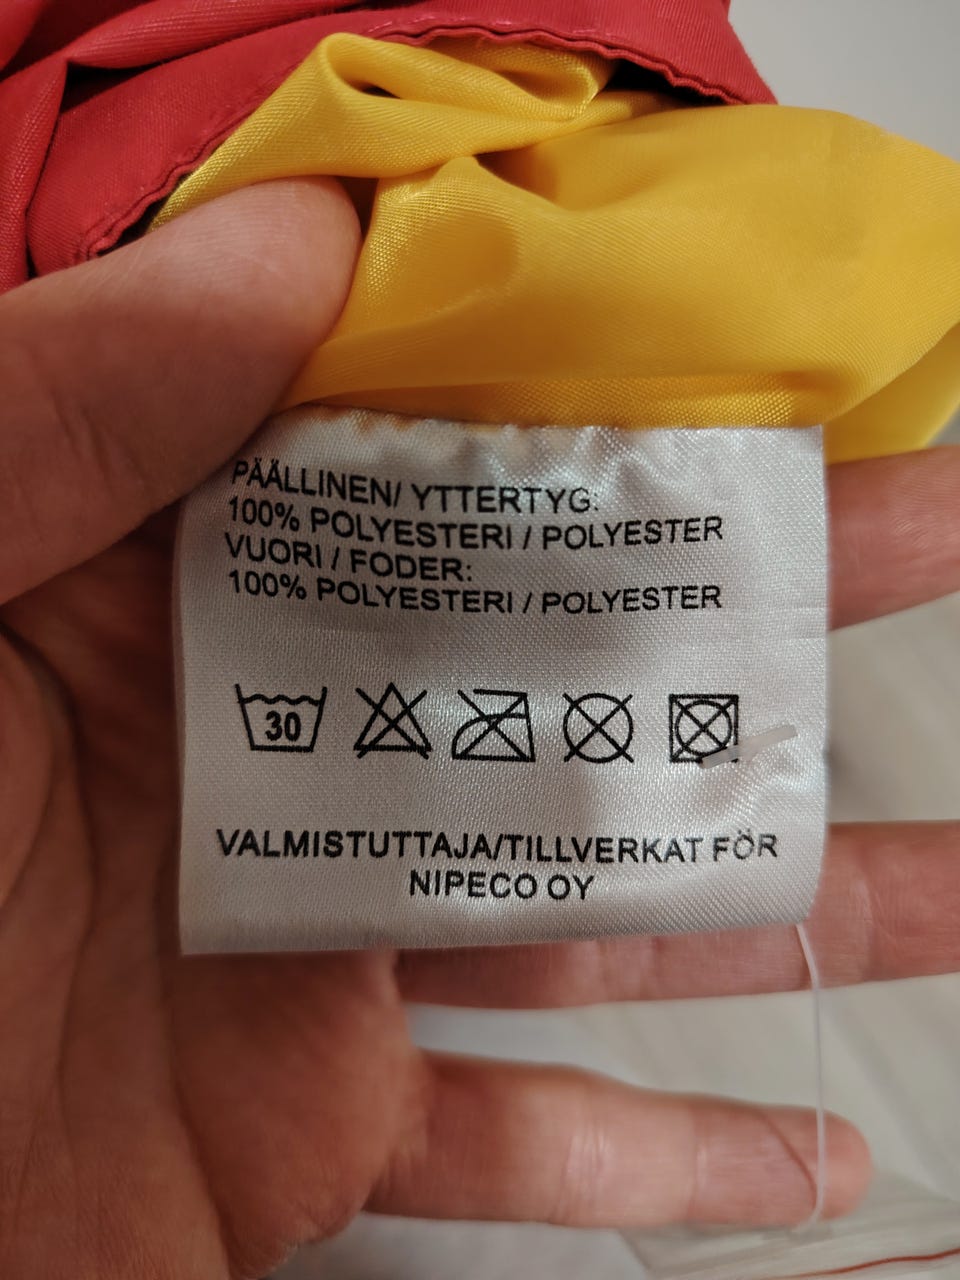 PÄÄLLINEN/ YTTERTYG:
100% POLYESTERI / POLYESTER
VUORI / FODER:
100% POLYESTERI / POLYESTER
30
VALMISTUTTAJA/TILLVERKAT FÖR
NIPECO OY